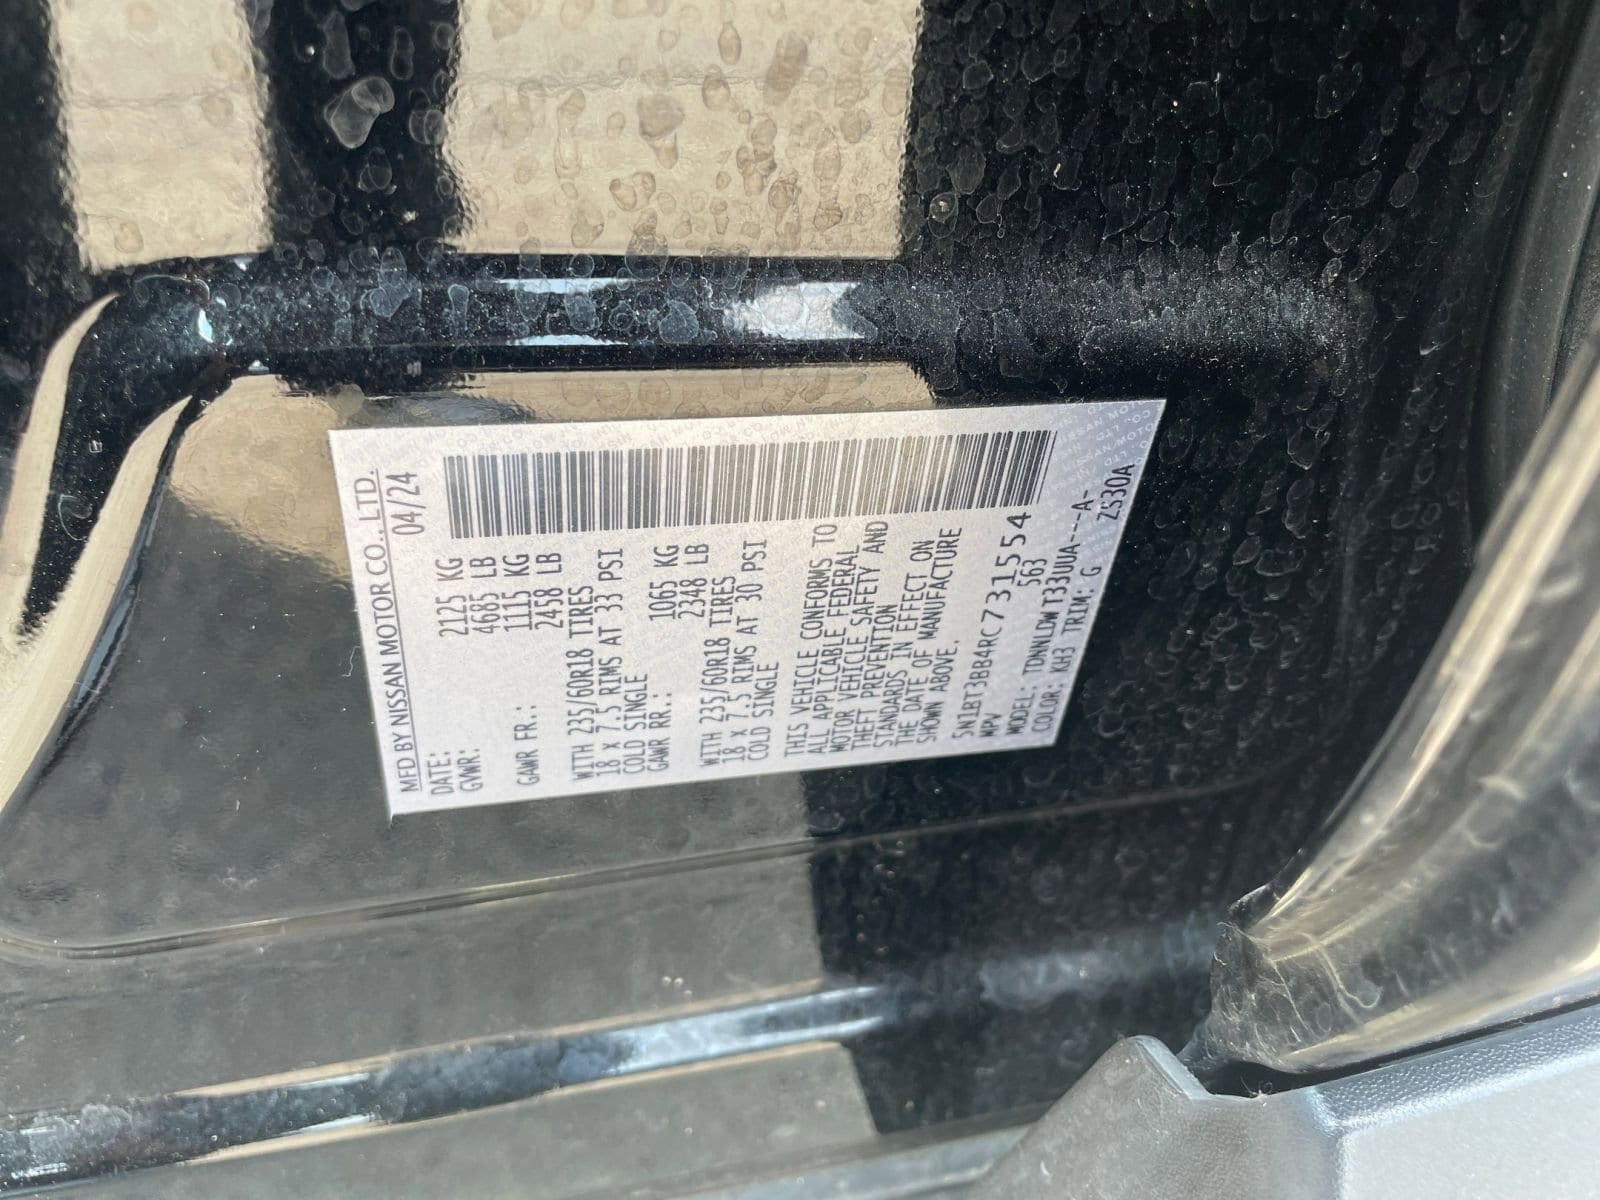 MFD BY NISSAN MOTOR CO.,LTD.
DATE: 04/24
GVWR: 2125 KG
4685 LB
GAWR FR.: 1115 KG
2458 LB
WITH 235/60R18 TIRES
18 x 7.5 RIMS AT 33 PSI
COLD SINGLE
GAWR RR.: 1065 KG
2348 LB
WITH 235/60R18 TIRES
18 x 7.5 RIMS AT 30 PSI
COLD SINGLE
THIS VEHICLE CONFORMS TO
ALL APPLICABLE FEDERAL
MOTOR VEHICLE SAFETY AND
THEFT PREVENTION
STANDARDS IN EFFECT ON
THE DATE OF MANUFACTURE
SHOWN ABOVE.
5N1BT3BB4RC731554
MPV 563
MODEL: TDNNLDW T33UUA---A-
COLOR: KH3 TRIM: G ZS30A